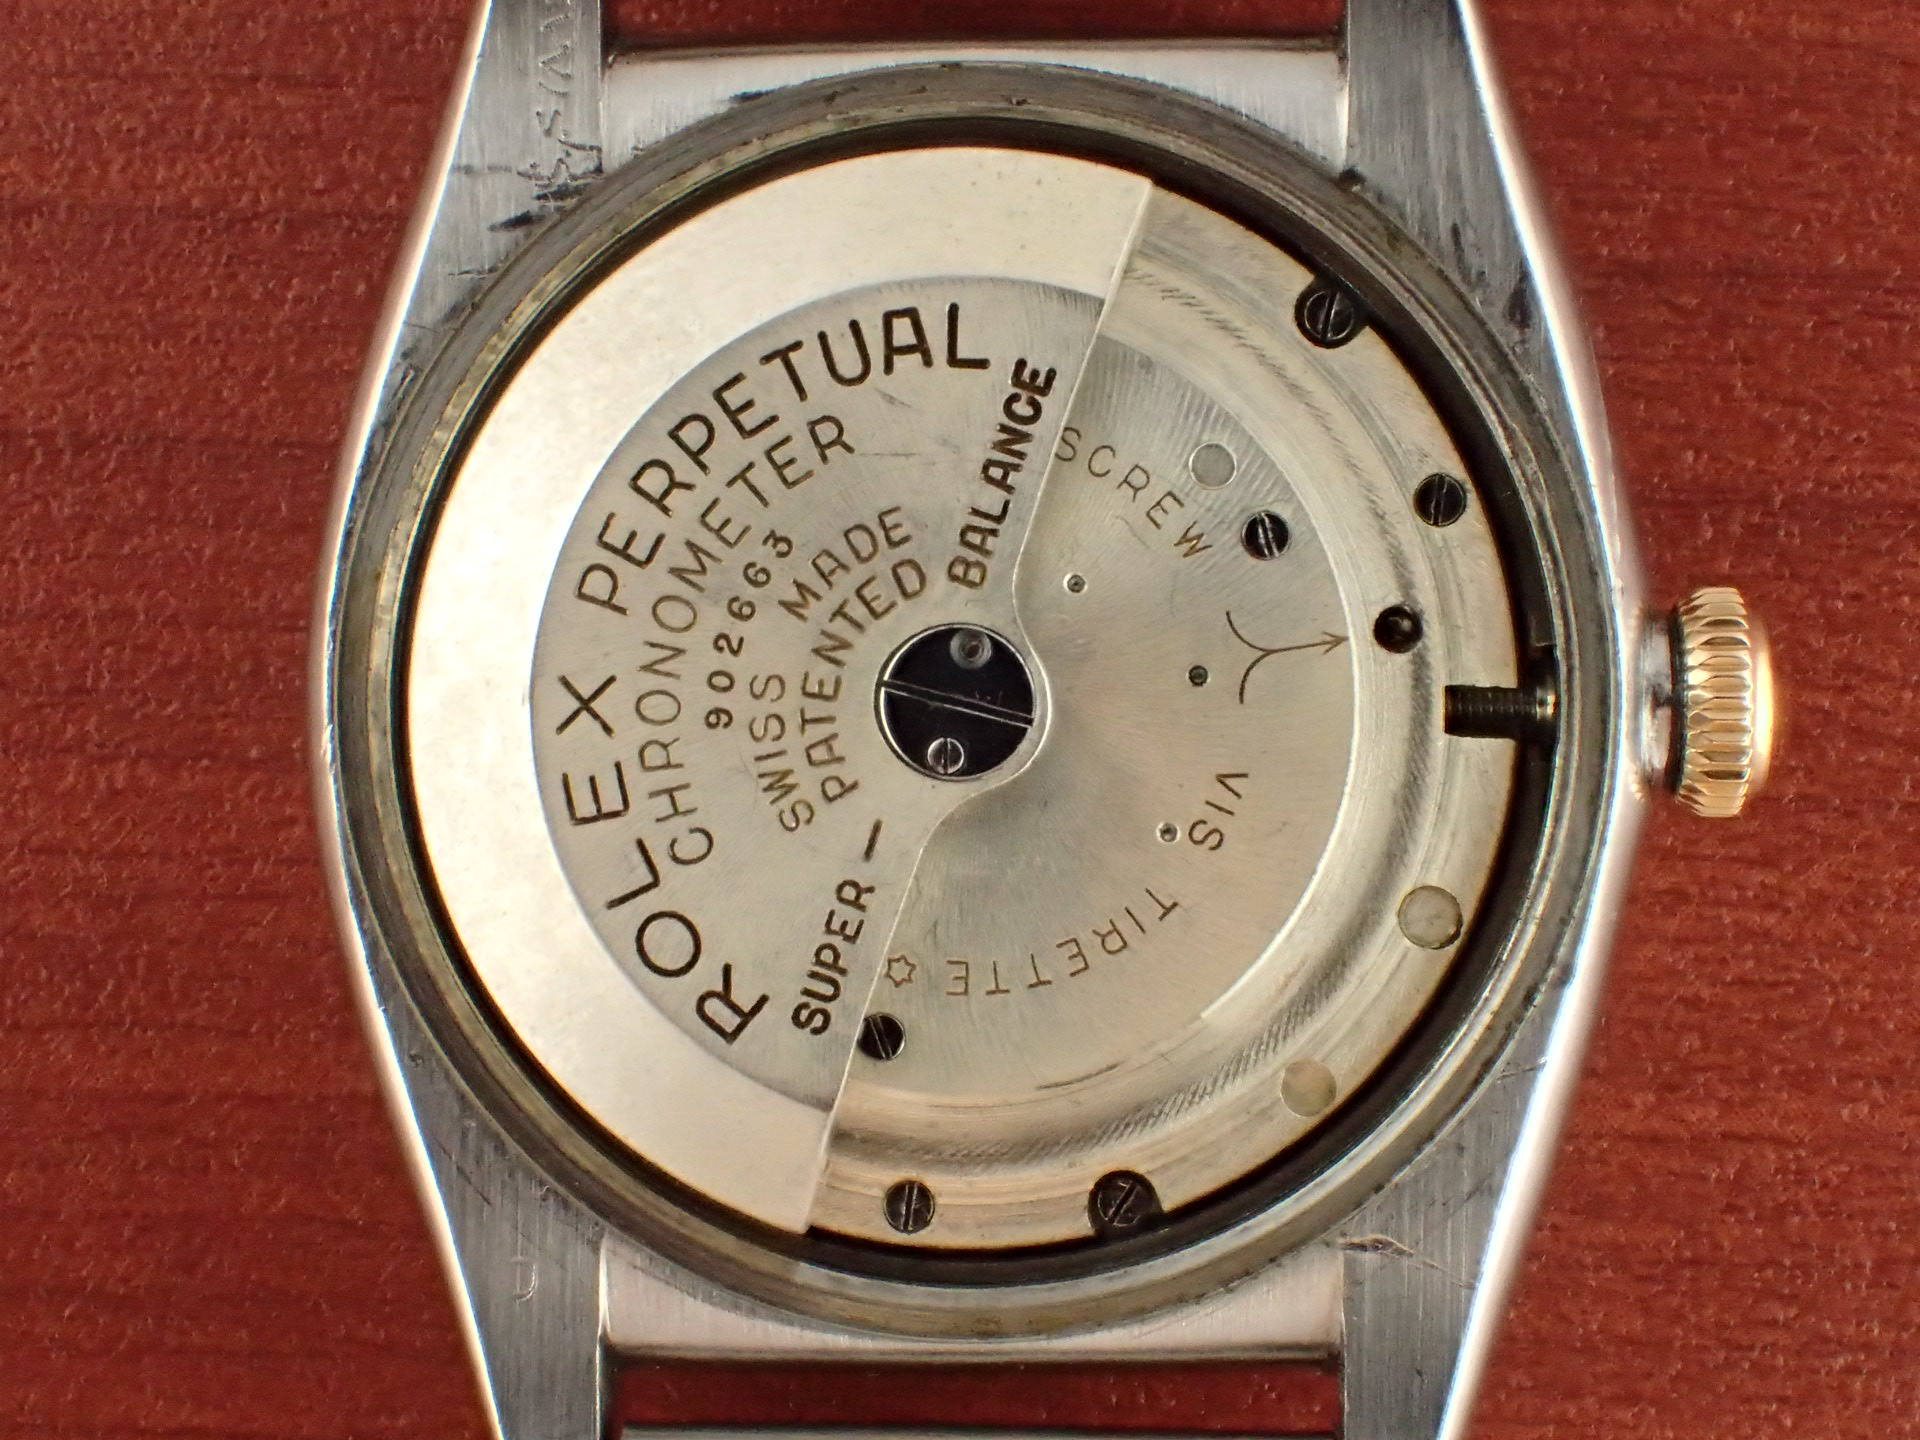 ROLEX PERPETUAL
CHRONOMETER
902663
SWISS MADE
PATENTED
SUPER - BALANCE
SCREW
VIS TIRETTE